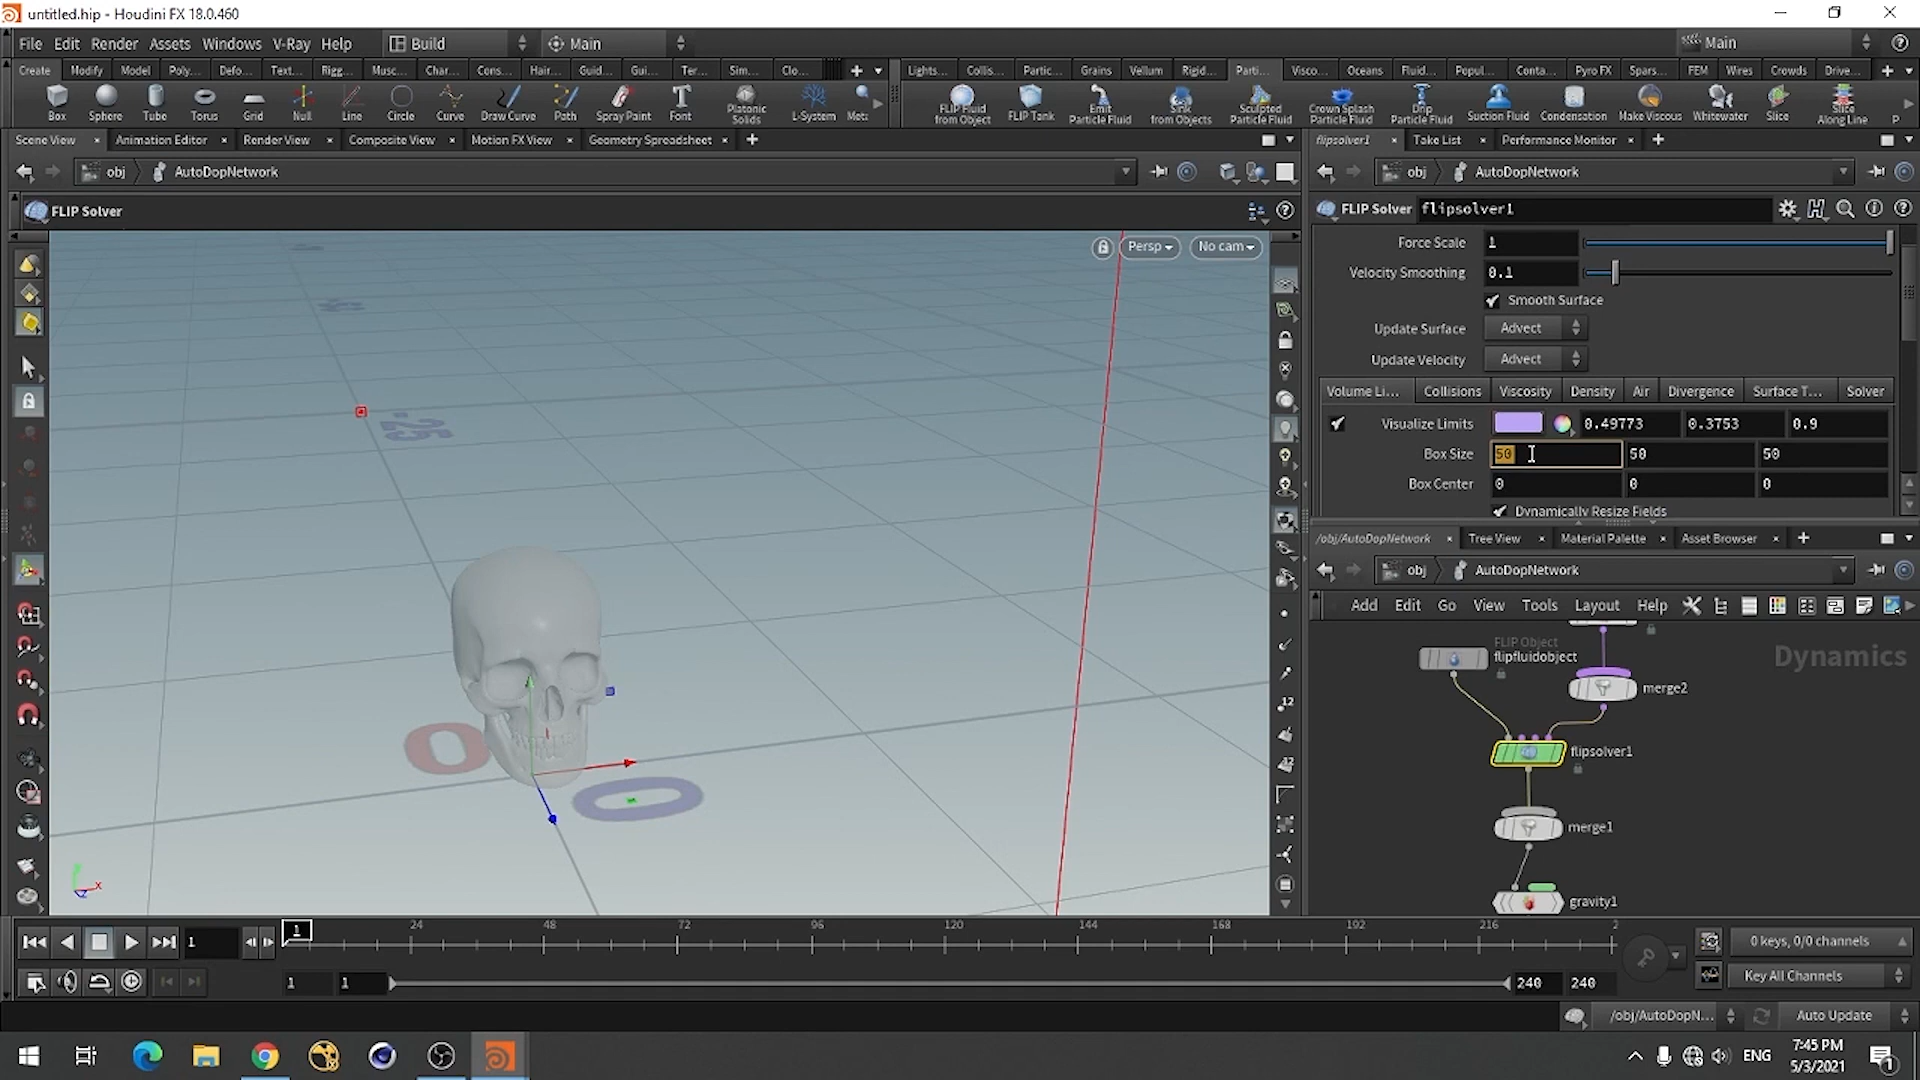 untitled.hip - Houdini FX 18.0.460
File Edit Render Assets Windows V-Ray Help Build Main Main
Create Modify Model Poly... Defo... Text... Rigg... Musc... Char... Cons... Hair... Guid... Gui... Ter... Sim... Clo... Lights... Collis... Partic... Grains Vellum Rigid... Parti... Visco... Oceans Fluid... Popul... Conta... Pyro FX Spars... FEM Wires Crowds Drive...
Box Sphere Tube Torus Grid Null Line Circle Curve Draw Curve Path Spray Paint Font Platonic Solids L-System Met:
FLIP Fluid from Object FLIP Tank Emit Particle Fluid Sink from Objects Sculpted Particle Fluid Crown Splash Particle Fluid Drip Particle Fluid Suction Fluid Condensation Make Viscous Whitewater Slice Slice Along Line P
Scene View Animation Editor Render View Composite View Motion FX View Geometry Spreadsheet
flipsolver1 Take List Performance Monitor
obj AutoDopNetwork
obj AutoDopNetwork
FLIP Solver
FLIP Solver flipsolver1
Persp No cam
Force Scale 1
Velocity Smoothing 0.1
Smooth Surface
Update Surface Advect
Update Velocity Advect
Volume Li... Collisions Viscosity Density Air Divergence Surface T... Solver
Visualize Limits 0.49773 0.3753 0.9
Box Size 50 50 50
Box Center 0 0 0
Dynamically Resize Fields
/obj/AutoDopNetwork Tree View Material Palette Asset Browser
obj AutoDopNetwork
Add Edit Go View Tools Layout Help
FLIP Object
flipfluidobject
Dynamics
merge2
flipsolver1
merge1
gravity1
0
0
x
1 1 24 48 72 96 120 144 168 192 216 2
0 keys, 0/0 channels
1 1 240 240 Key All Channels
/obj/AutoDopN... Auto Update
ENG 7:45 PM
5/3/2021
1